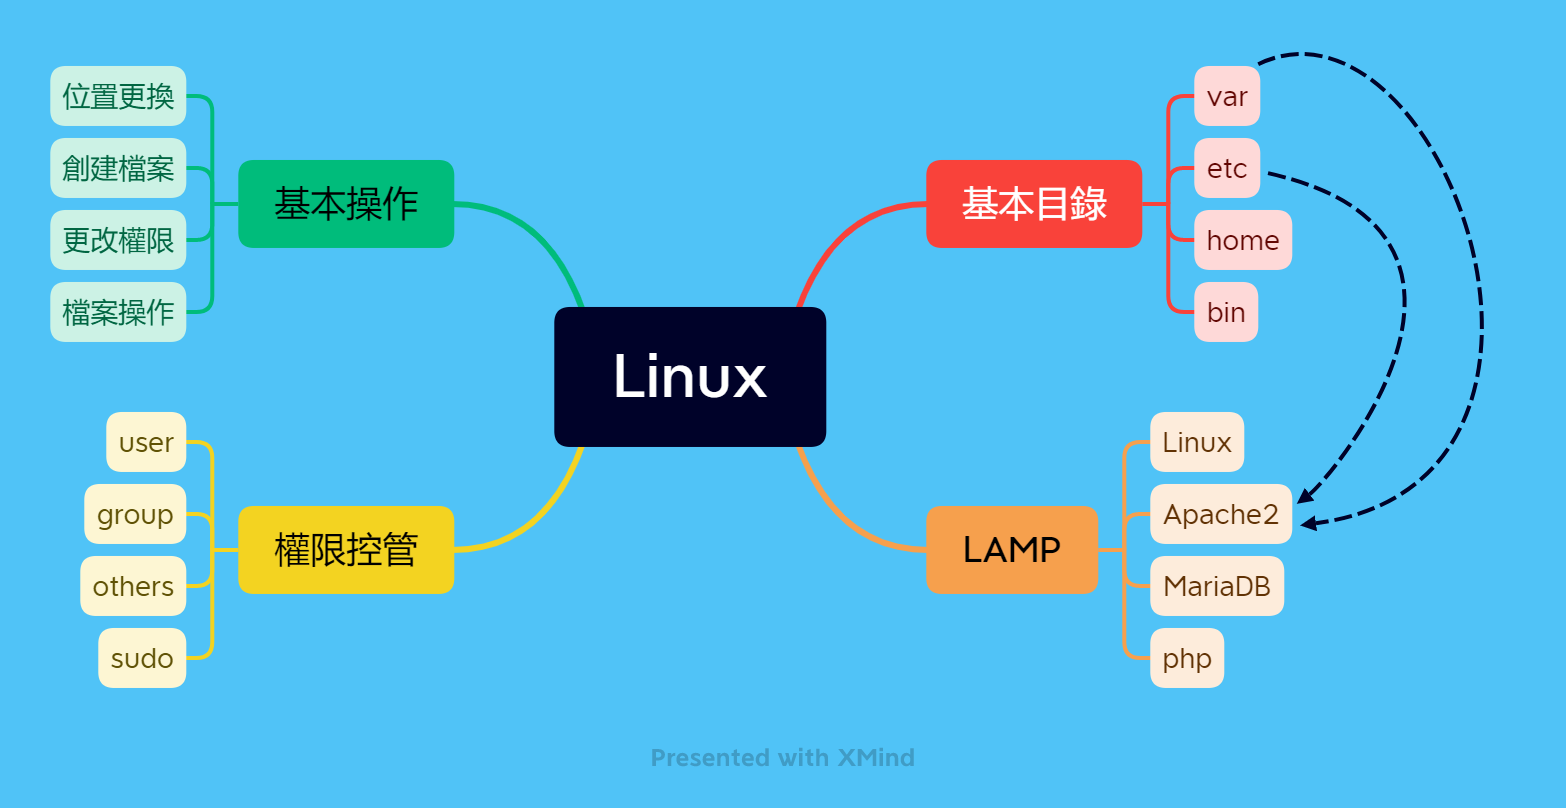 Linux
基本操作
位置更換
創建檔案
更改權限
檔案操作
權限控管
user
group
others
sudo
基本目錄
var
etc
home
bin
LAMP
Linux
Apache2
MariaDB
php
Presented with XMind